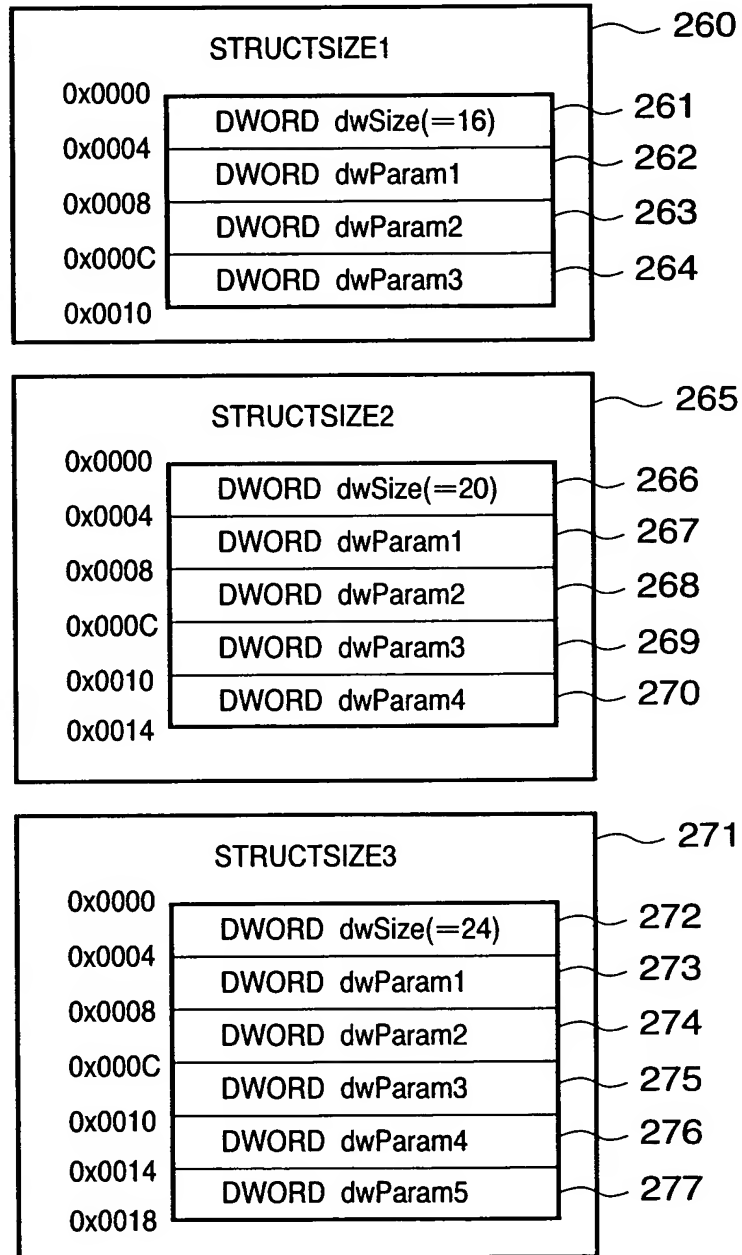 260
STRUCTSIZE1
0x0000
DWORD dwSize(=16) 261
0x0004
DWORD dwParam1 262
0x0008
DWORD dwParam2 263
0x000C
DWORD dwParam3 264
0x0010
265
STRUCTSIZE2
0x0000
DWORD dwSize(=20) 266
0x0004
DWORD dwParam1 267
0x0008
DWORD dwParam2 268
0x000C
DWORD dwParam3 269
0x0010
DWORD dwParam4 270
0x0014
271
STRUCTSIZE3
0x0000
DWORD dwSize(=24) 272
0x0004
DWORD dwParam1 273
0x0008
DWORD dwParam2 274
0x000C
DWORD dwParam3 275
0x0010
DWORD dwParam4 276
0x0014
DWORD dwParam5 277
0x0018